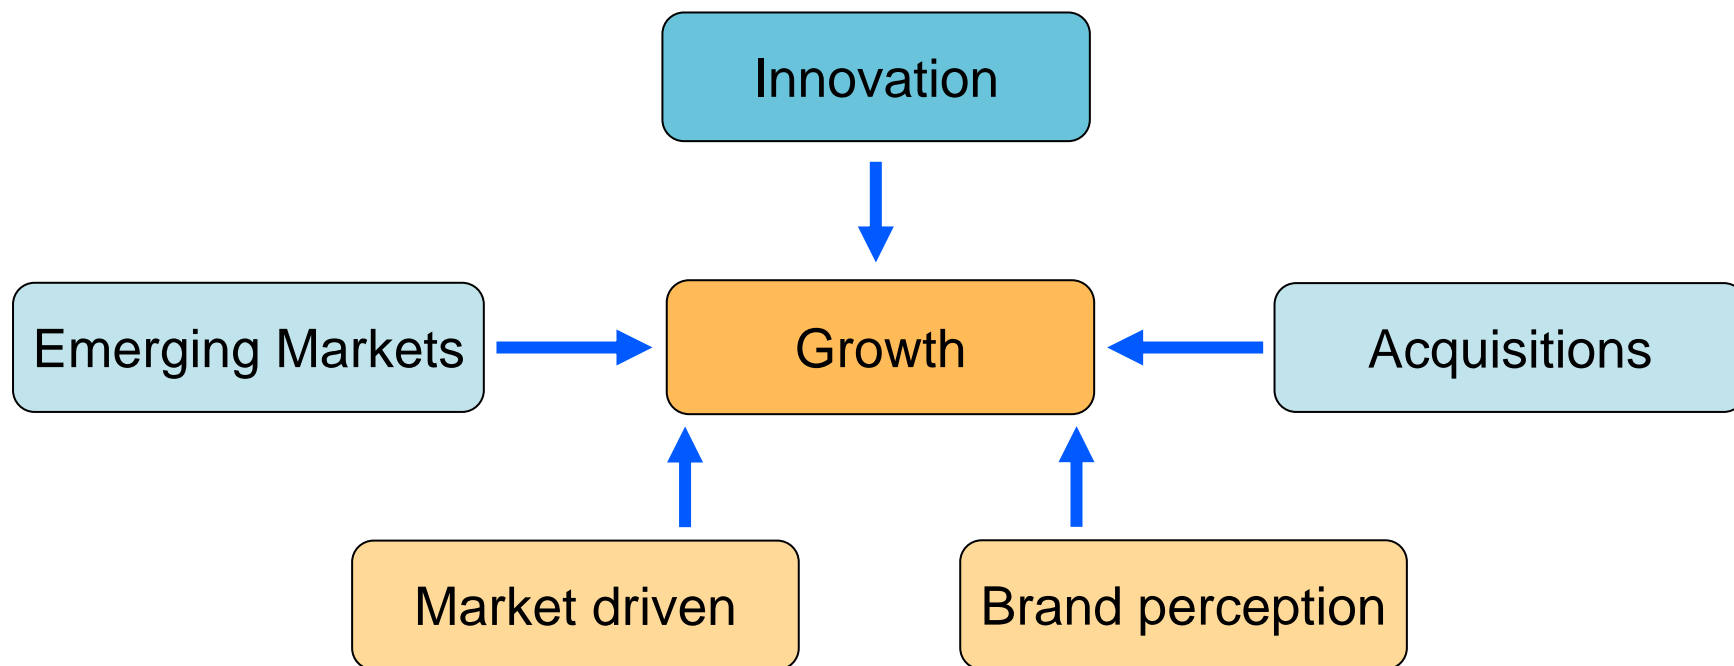 Innovation
Emerging Markets
Growth
Acquisitions
Market driven
Brand perception